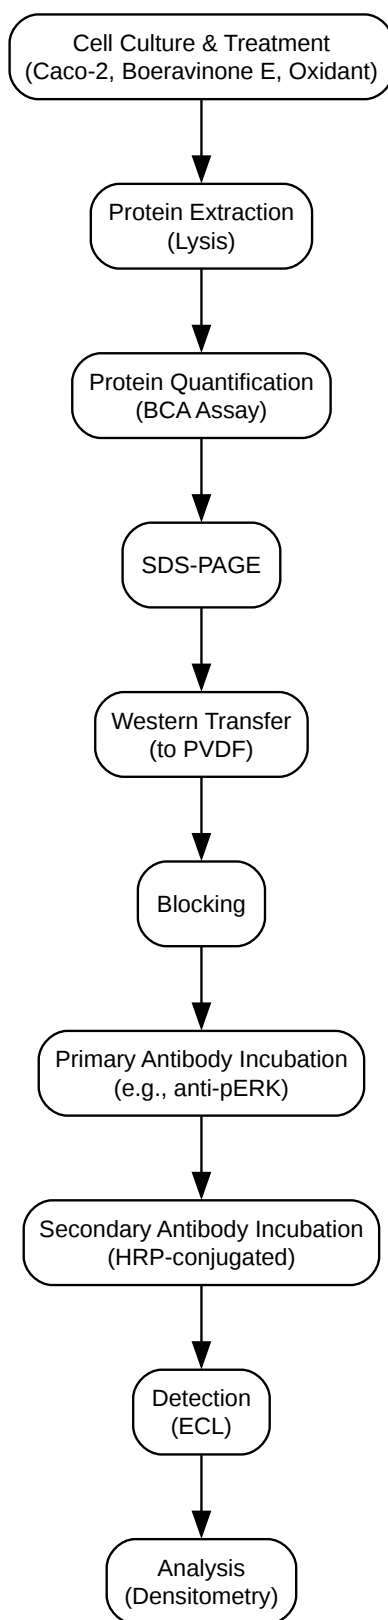 Cell Culture & Treatment
(Caco-2, Boeravinone E, Oxidant)
Protein Extraction
(Lysis)
Protein Quantification
(BCA Assay)
SDS-PAGE
Western Transfer
(to PVDF)
Blocking
Primary Antibody Incubation
(e.g., anti-pERK)
Secondary Antibody Incubation
(HRP-conjugated)
Detection
(ECL)
Analysis
(Densitometry)